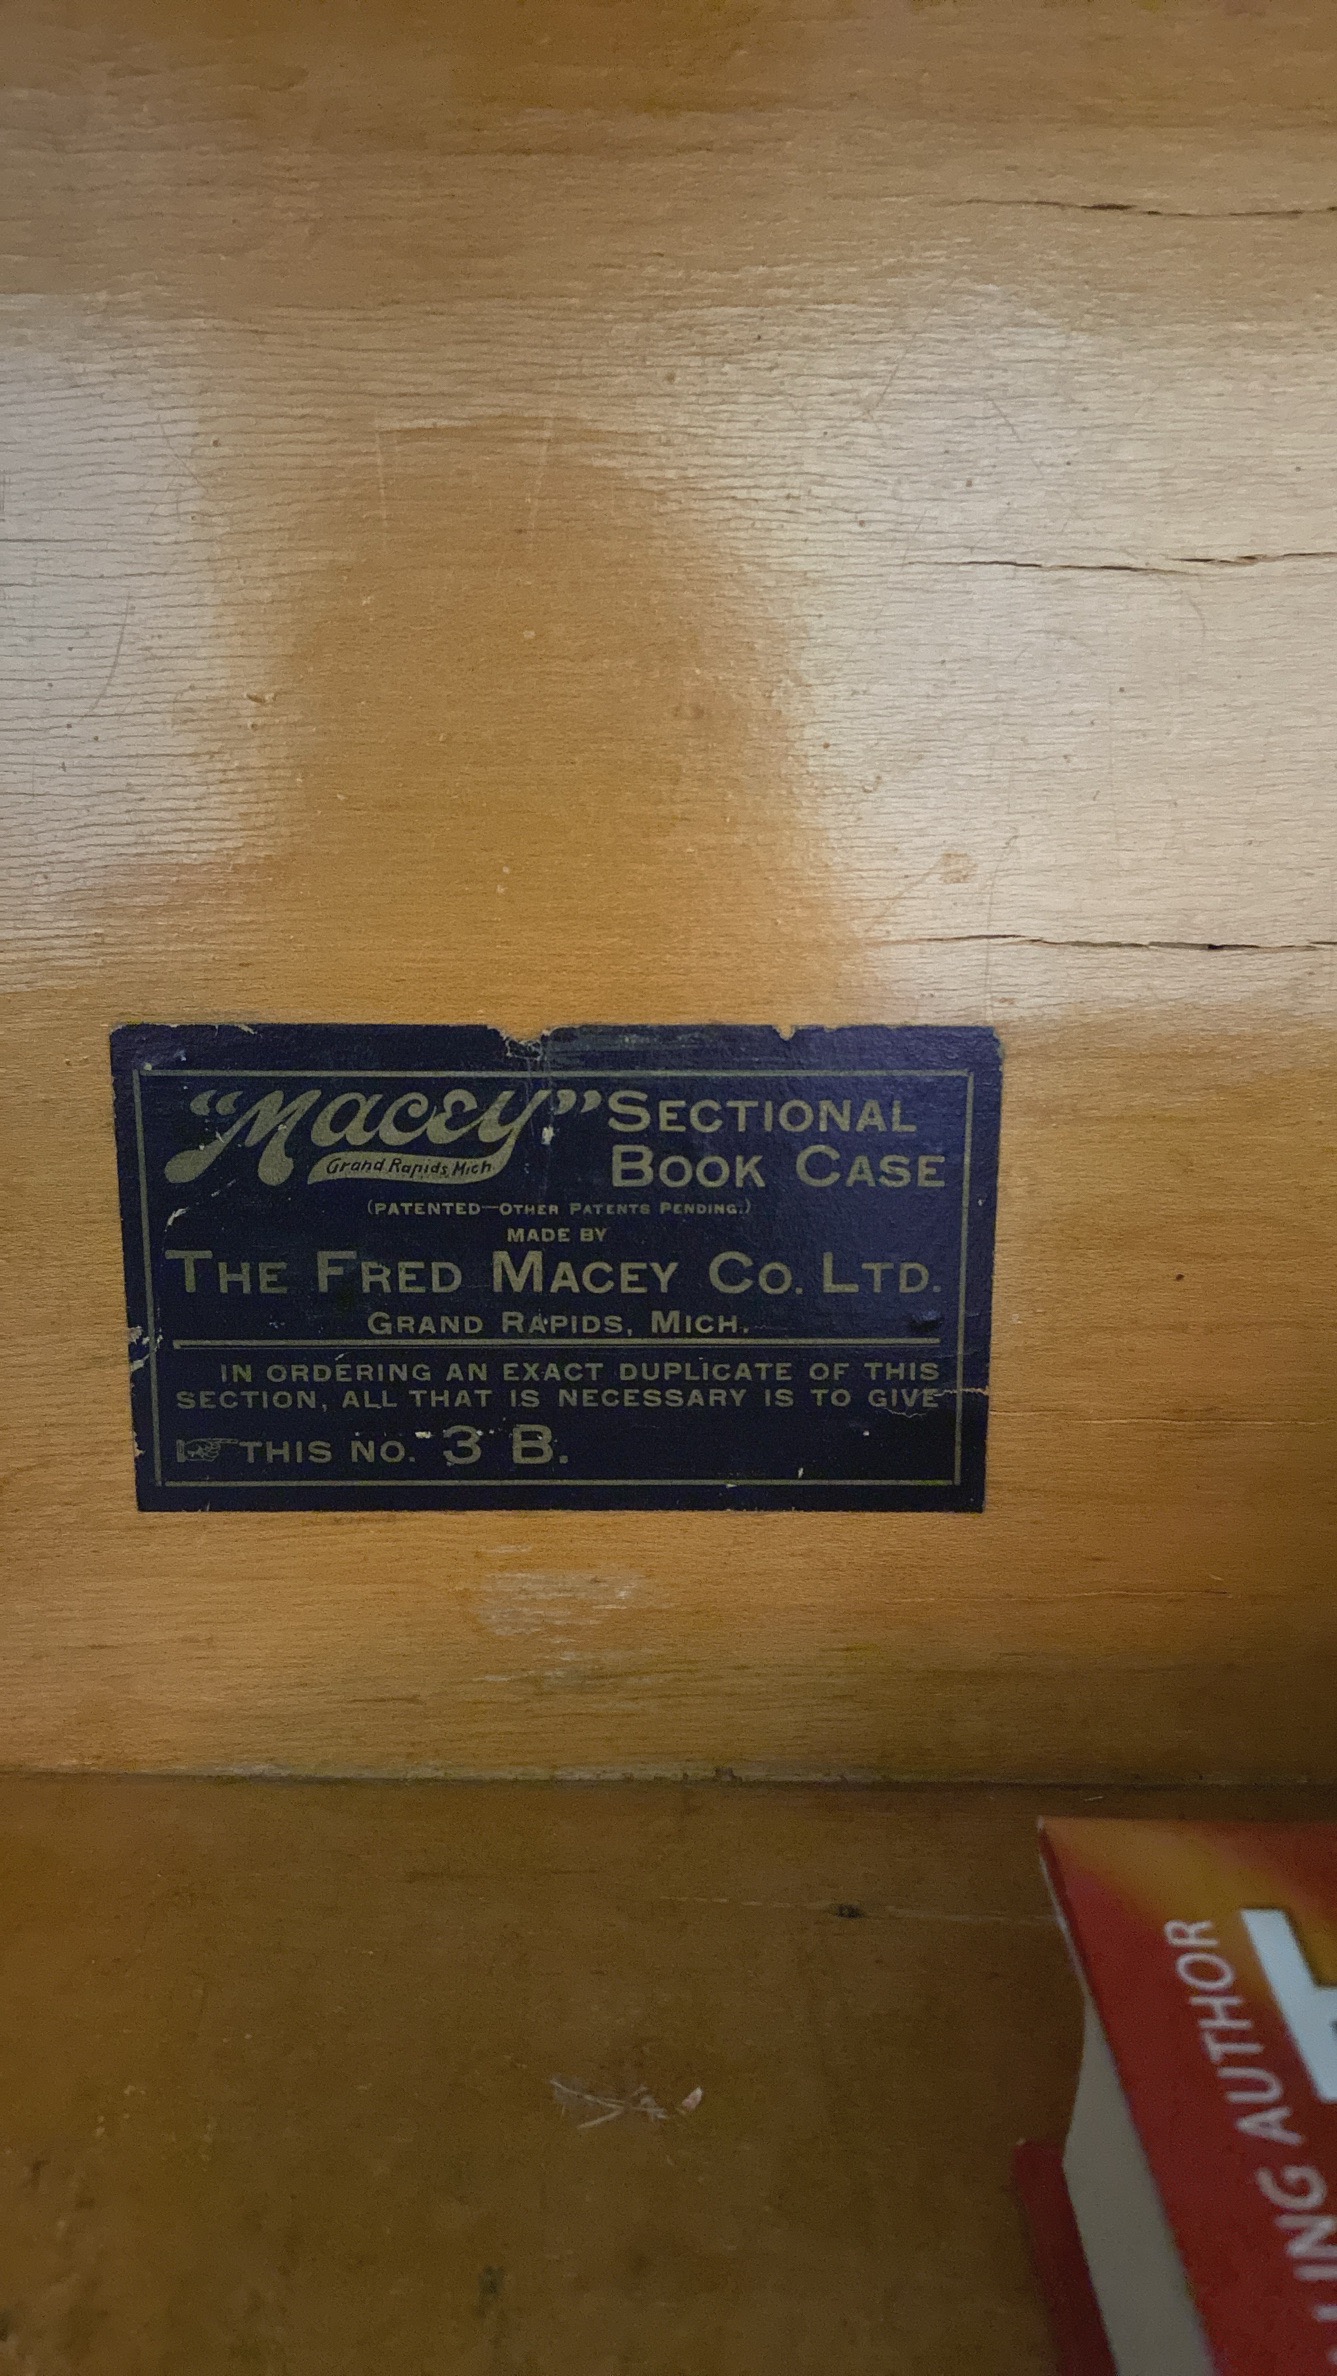 "Macey" SECTIONAL
Grand Rapids, Mich. BOOK CASE
(PATENTED—OTHER PATENTS PENDING.)
MADE BY
THE FRED MACEY CO. LTD.
GRAND RAPIDS, MICH.
IN ORDERING AN EXACT DUPLICATE OF THIS
SECTION, ALL THAT IS NECESSARY IS TO GIVE
☞ THIS NO. 3 B.
LING AUTHOR